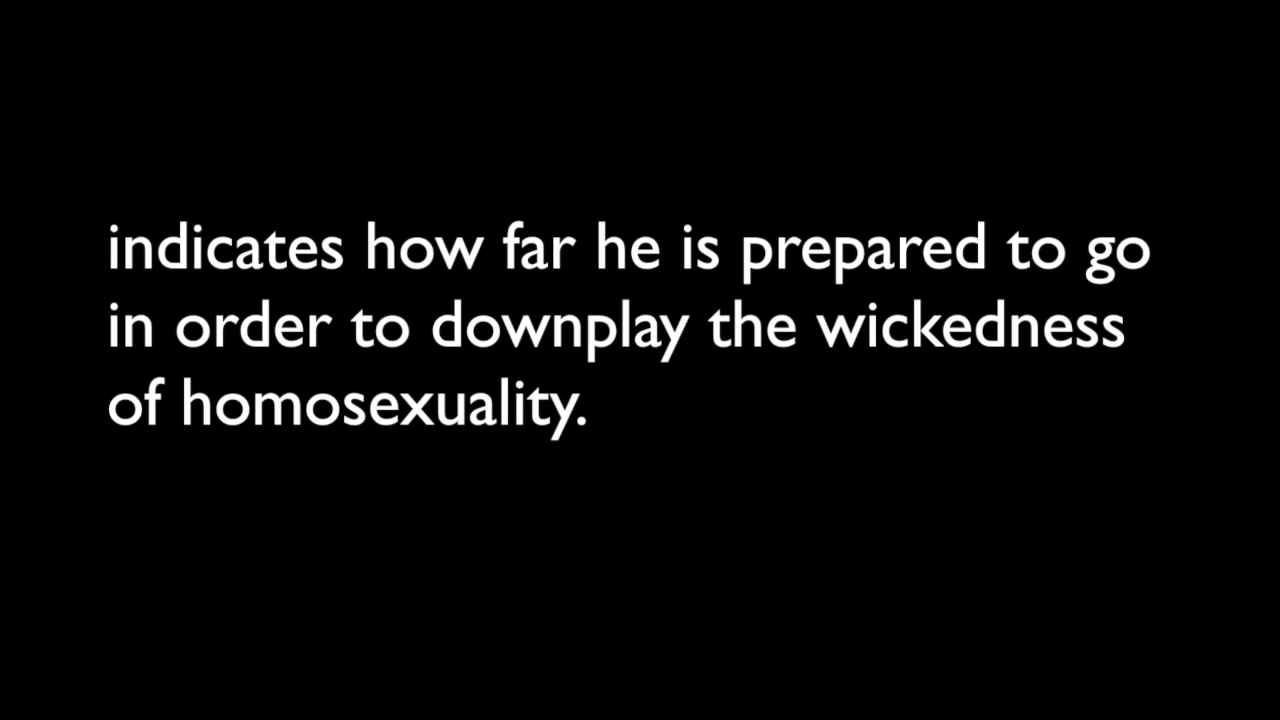 indicates how far he is prepared to go
in order to downplay the wickedness
of homosexuality.